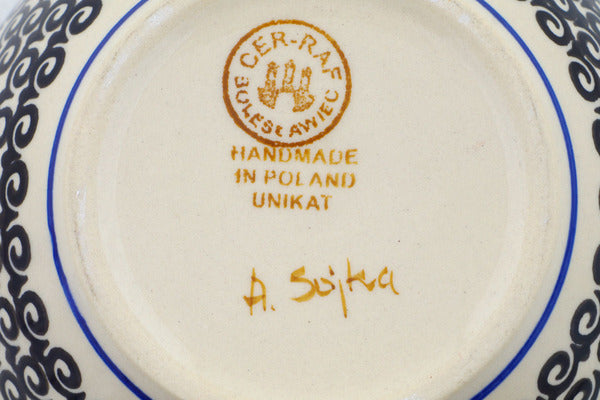 CER-RAF
BOLESŁAWIEC
HANDMADE
IN POLAND
UNIKAT
A. Sojka